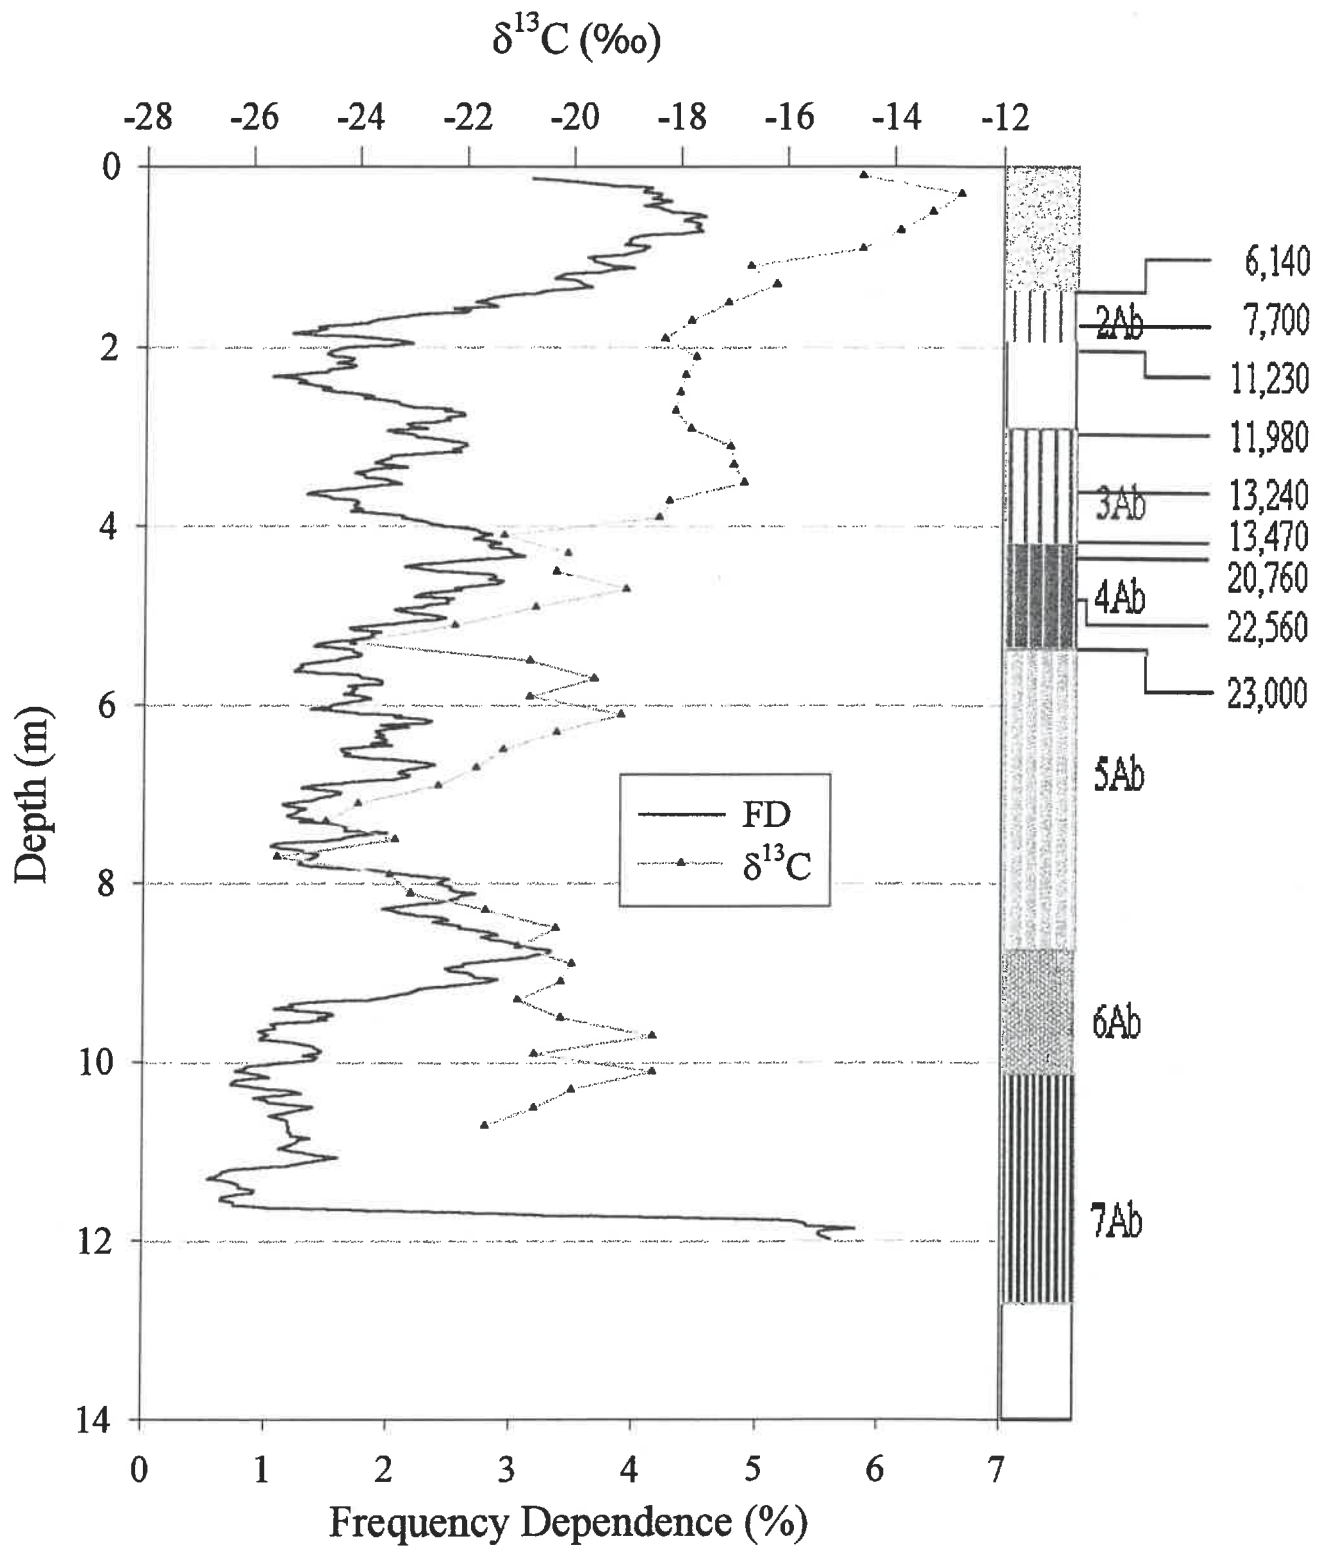 δ¹³C (‰)
-28 -26 -24 -22 -20 -18 -16 -14 -12
0
6,140
2Ab 7,700
2
11,230
11,980
13,240
3Ab
4
13,470
20,760
4Ab
22,560
23,000
6
Depth (m)
5Ab
FD
δ¹³C
8
6Ab
10
7Ab
12
14
0 1 2 3 4 5 6 7
Frequency Dependence (%)